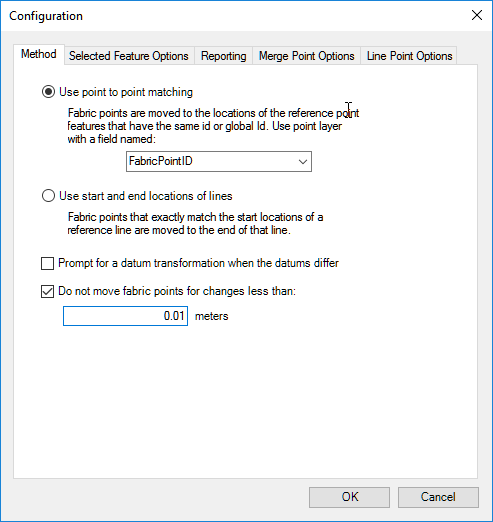 Configuration
Method Selected Feature Options Reporting Merge Point Options Line Point Options
Use point to point matching
Fabric points are moved to the locations of the reference point
features that have the same id or global Id. Use point layer
with a field named:
FabricPointID
Use start and end locations of lines
Fabric points that exactly match the start locations of a
reference line are moved to the end of that line.
Prompt for a datum transformation when the datums differ
Do not move fabric points for changes less than:
0.01 meters
OK Cancel